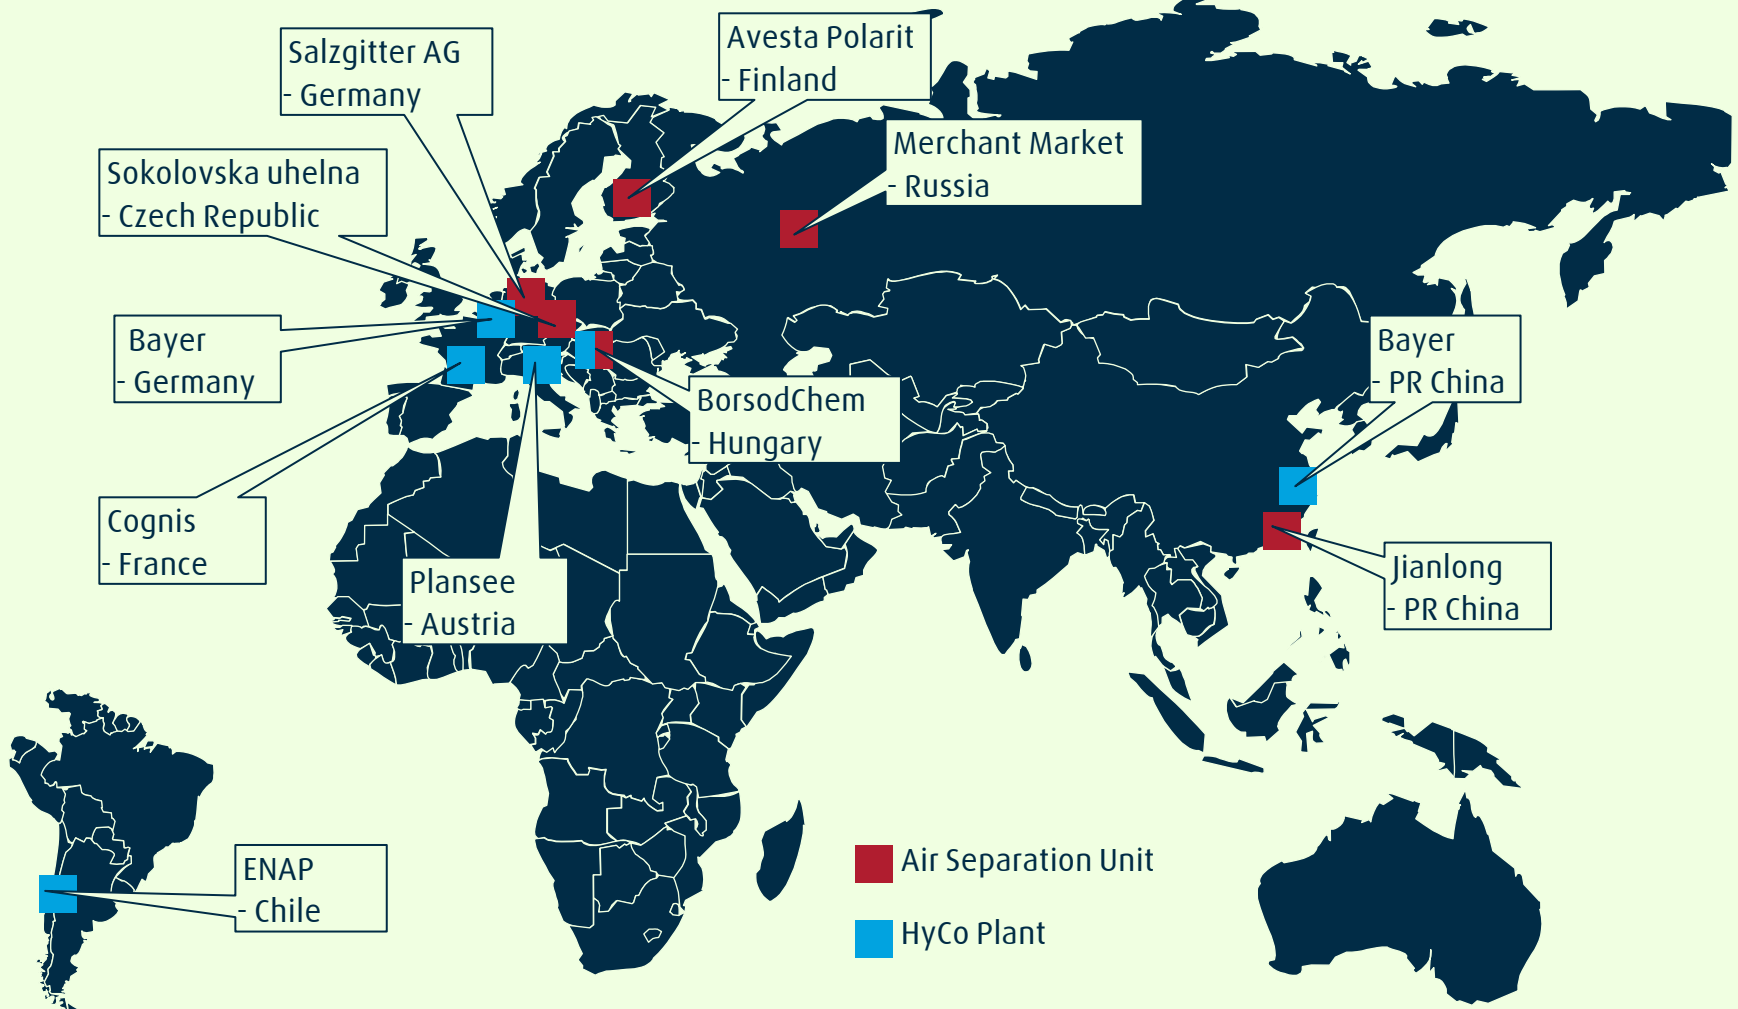 Salzgitter AG
- Germany
Avesta Polarit
- Finland
Merchant Market
- Russia
Sokolovska uhelna
- Czech Republic
Bayer
- Germany
Bayer
- PR China
BorsodChem
- Hungary
Cognis
- France
Plansee
- Austria
Jianlong
- PR China
ENAP
- Chile
Air Separation Unit
HyCo Plant